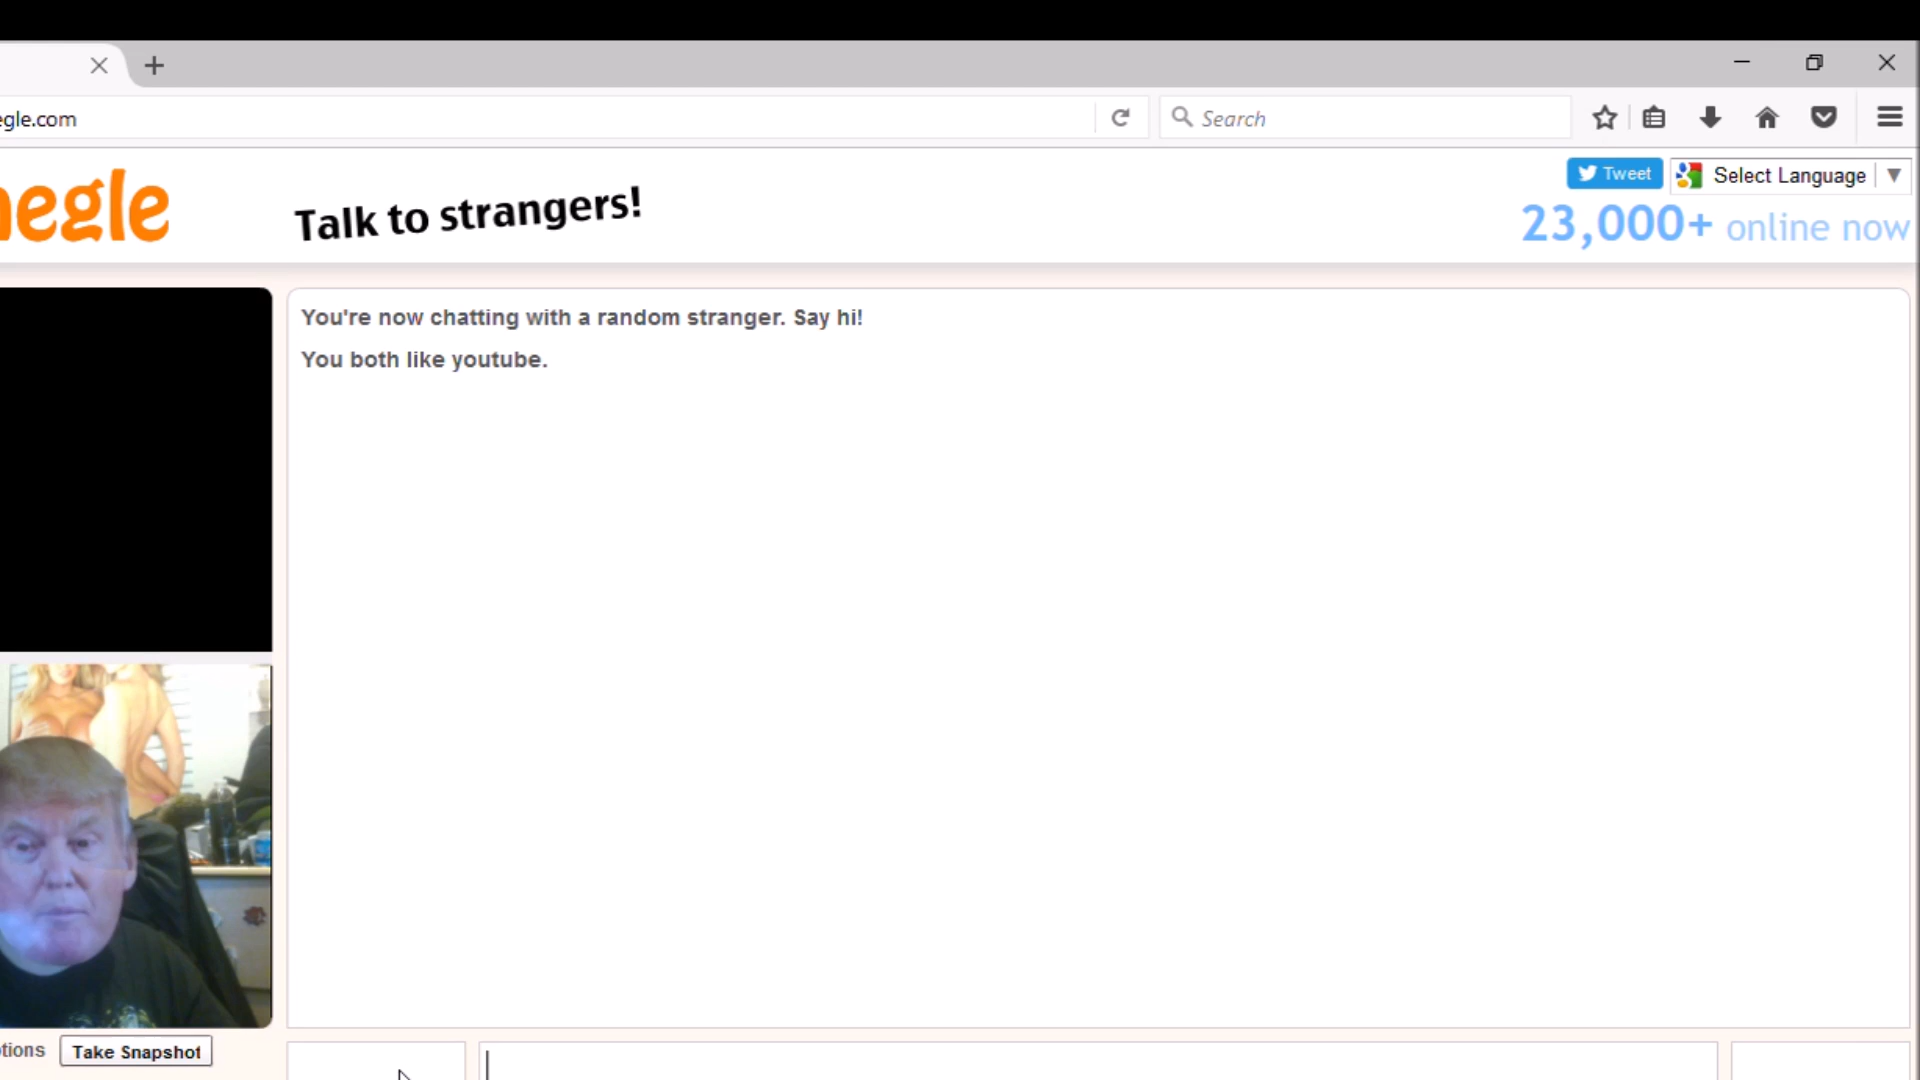 egle.com
Search
Tweet
Select Language
egle
Talk to strangers!
23,000+ online now
You're now chatting with a random stranger. Say hi!
You both like youtube.
tions
Take Snapshot